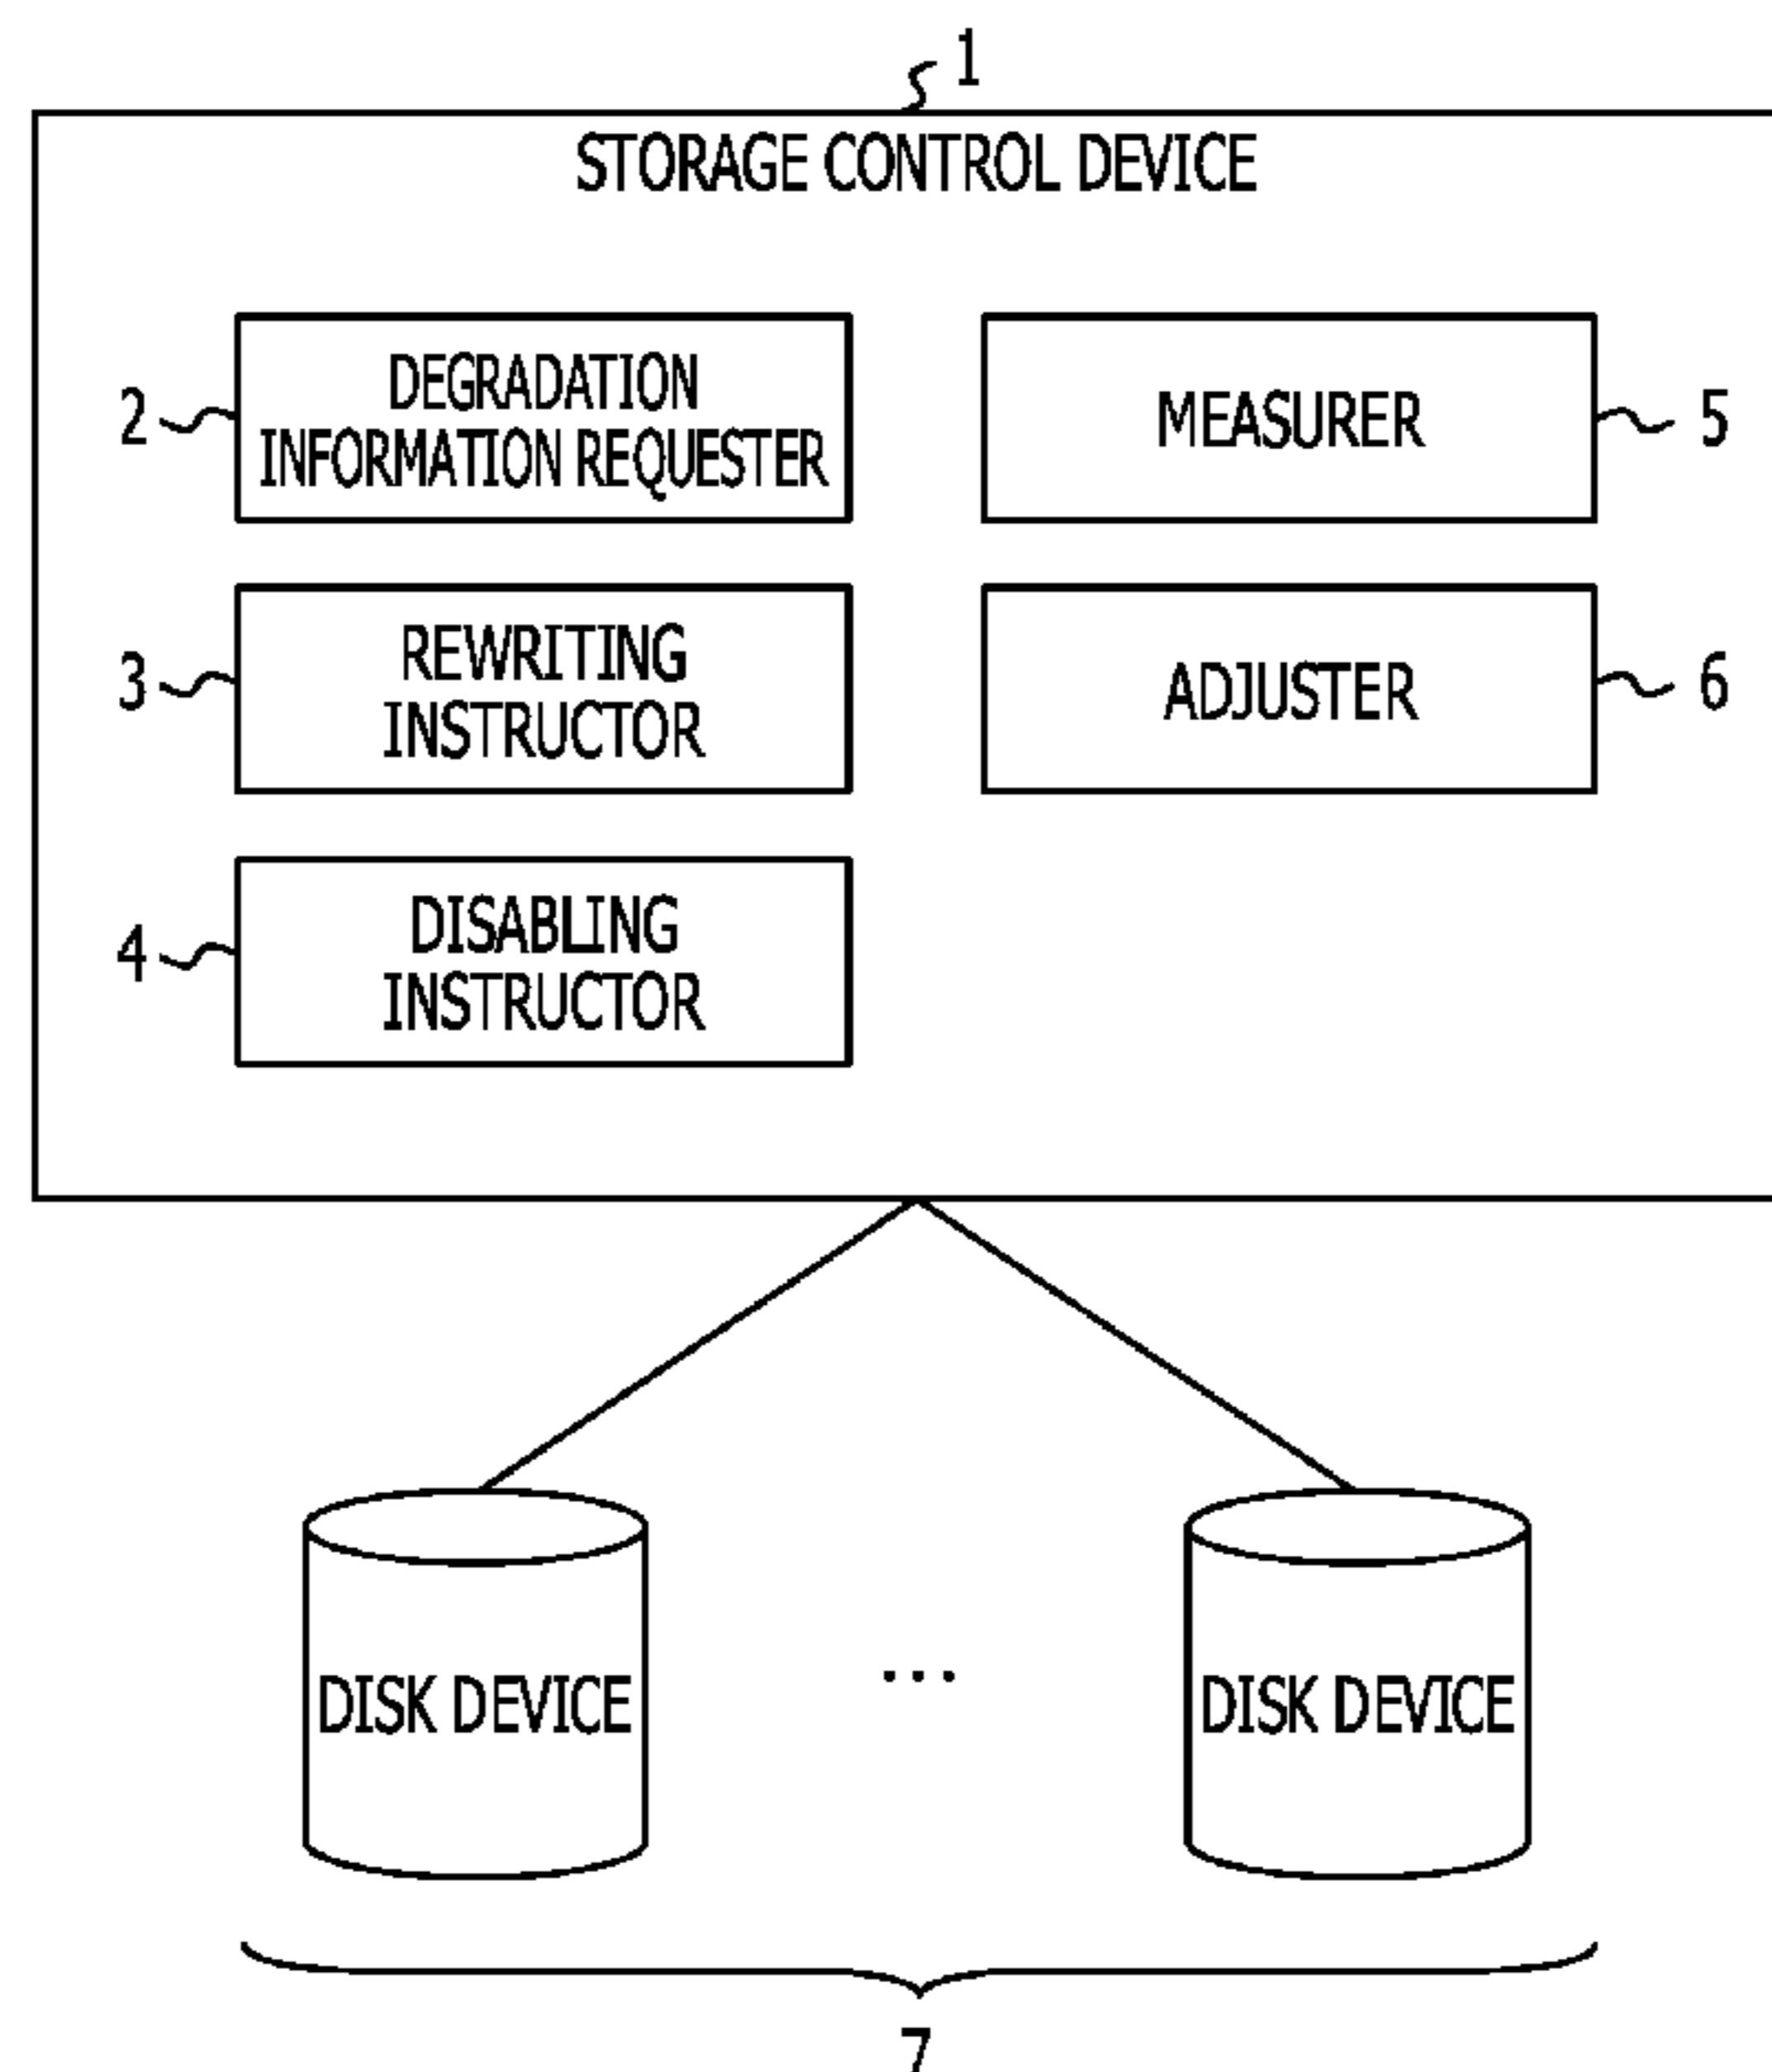 1
STORAGE CONTROL DEVICE
2
DEGRADATION
INFORMATION REQUESTER
MEASURER
5
3
REWRITING
INSTRUCTOR
ADJUSTER
6
4
DISABLING
INSTRUCTOR
DISK DEVICE
...
DISK DEVICE
7